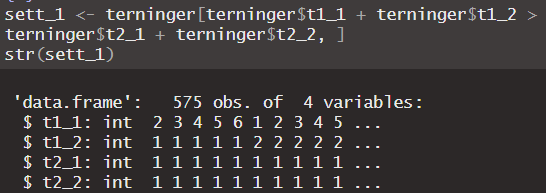 sett_1 <- terninger[terninger$t1_1 + terninger$t1_2 >
terninger$t2_1 + terninger$t2_2, ]
str(sett_1)
'data.frame':   575 obs. of  4 variables:
 $ t1_1: int  2 3 4 5 6 1 2 3 4 5 ...
 $ t1_2: int  1 1 1 1 1 2 2 2 2 2 ...
 $ t2_1: int  1 1 1 1 1 1 1 1 1 1 ...
 $ t2_2: int  1 1 1 1 1 1 1 1 1 1 ...